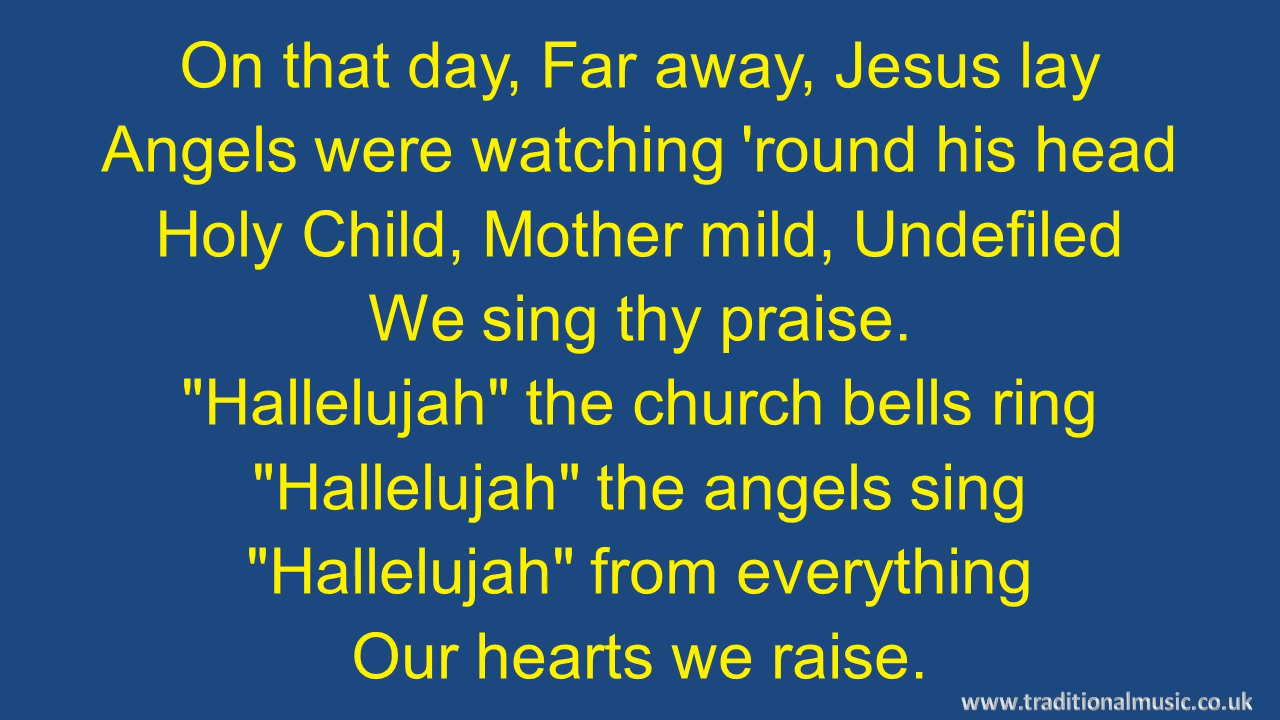 On that day, Far away, Jesus lay
Angels were watching 'round his head
Holy Child, Mother mild, Undefiled
We sing thy praise.
"Hallelujah" the church bells ring
"Hallelujah" the angels sing
"Hallelujah" from everything
Our hearts we raise.
www.traditionalmusic.co.uk